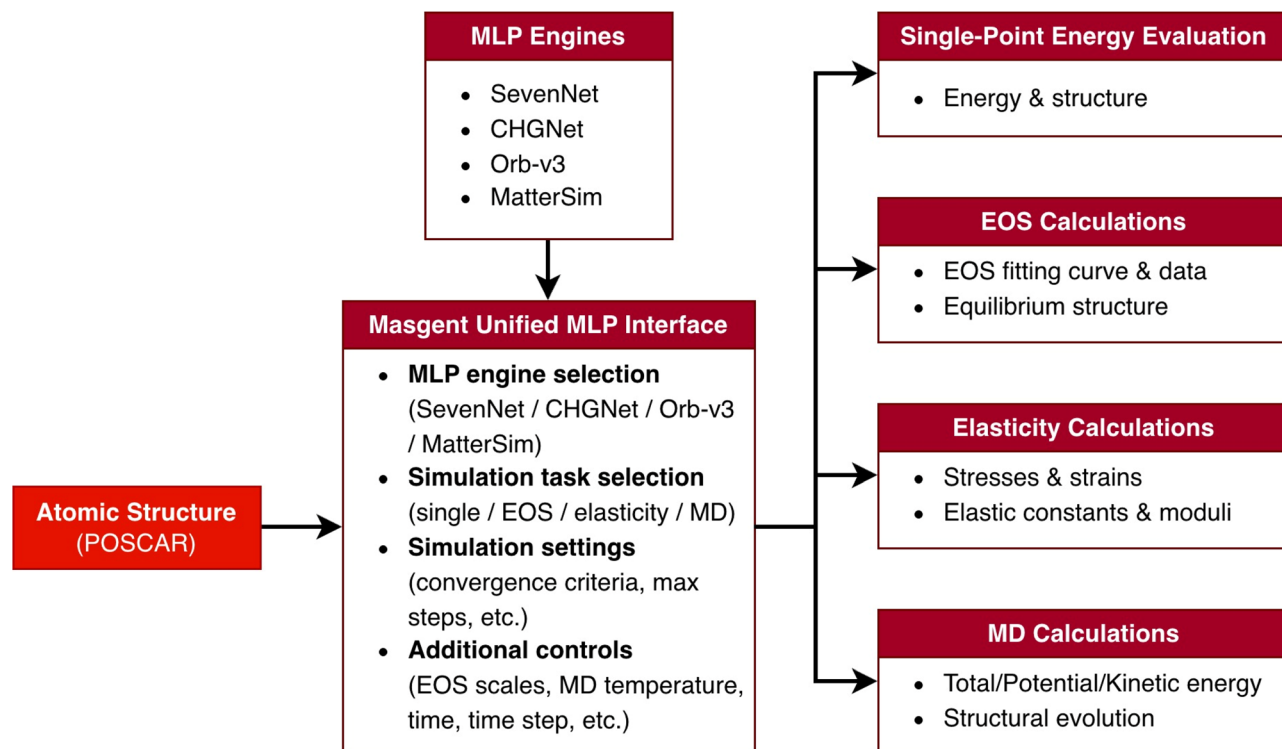 MLP Engines
• SevenNet
• CHGNet
• Orb-v3
• MatterSim
Atomic Structure
(POSCAR)
Masgent Unified MLP Interface
• MLP engine selection
(SevenNet / CHGNet / Orb-v3
/ MatterSim)
• Simulation task selection
(single / EOS / elasticity / MD)
• Simulation settings
(convergence criteria, max
steps, etc.)
• Additional controls
(EOS scales, MD temperature,
time, time step, etc.)
Single-Point Energy Evaluation
• Energy & structure
EOS Calculations
• EOS fitting curve & data
• Equilibrium structure
Elasticity Calculations
• Stresses & strains
• Elastic constants & moduli
MD Calculations
• Total/Potential/Kinetic energy
• Structural evolution